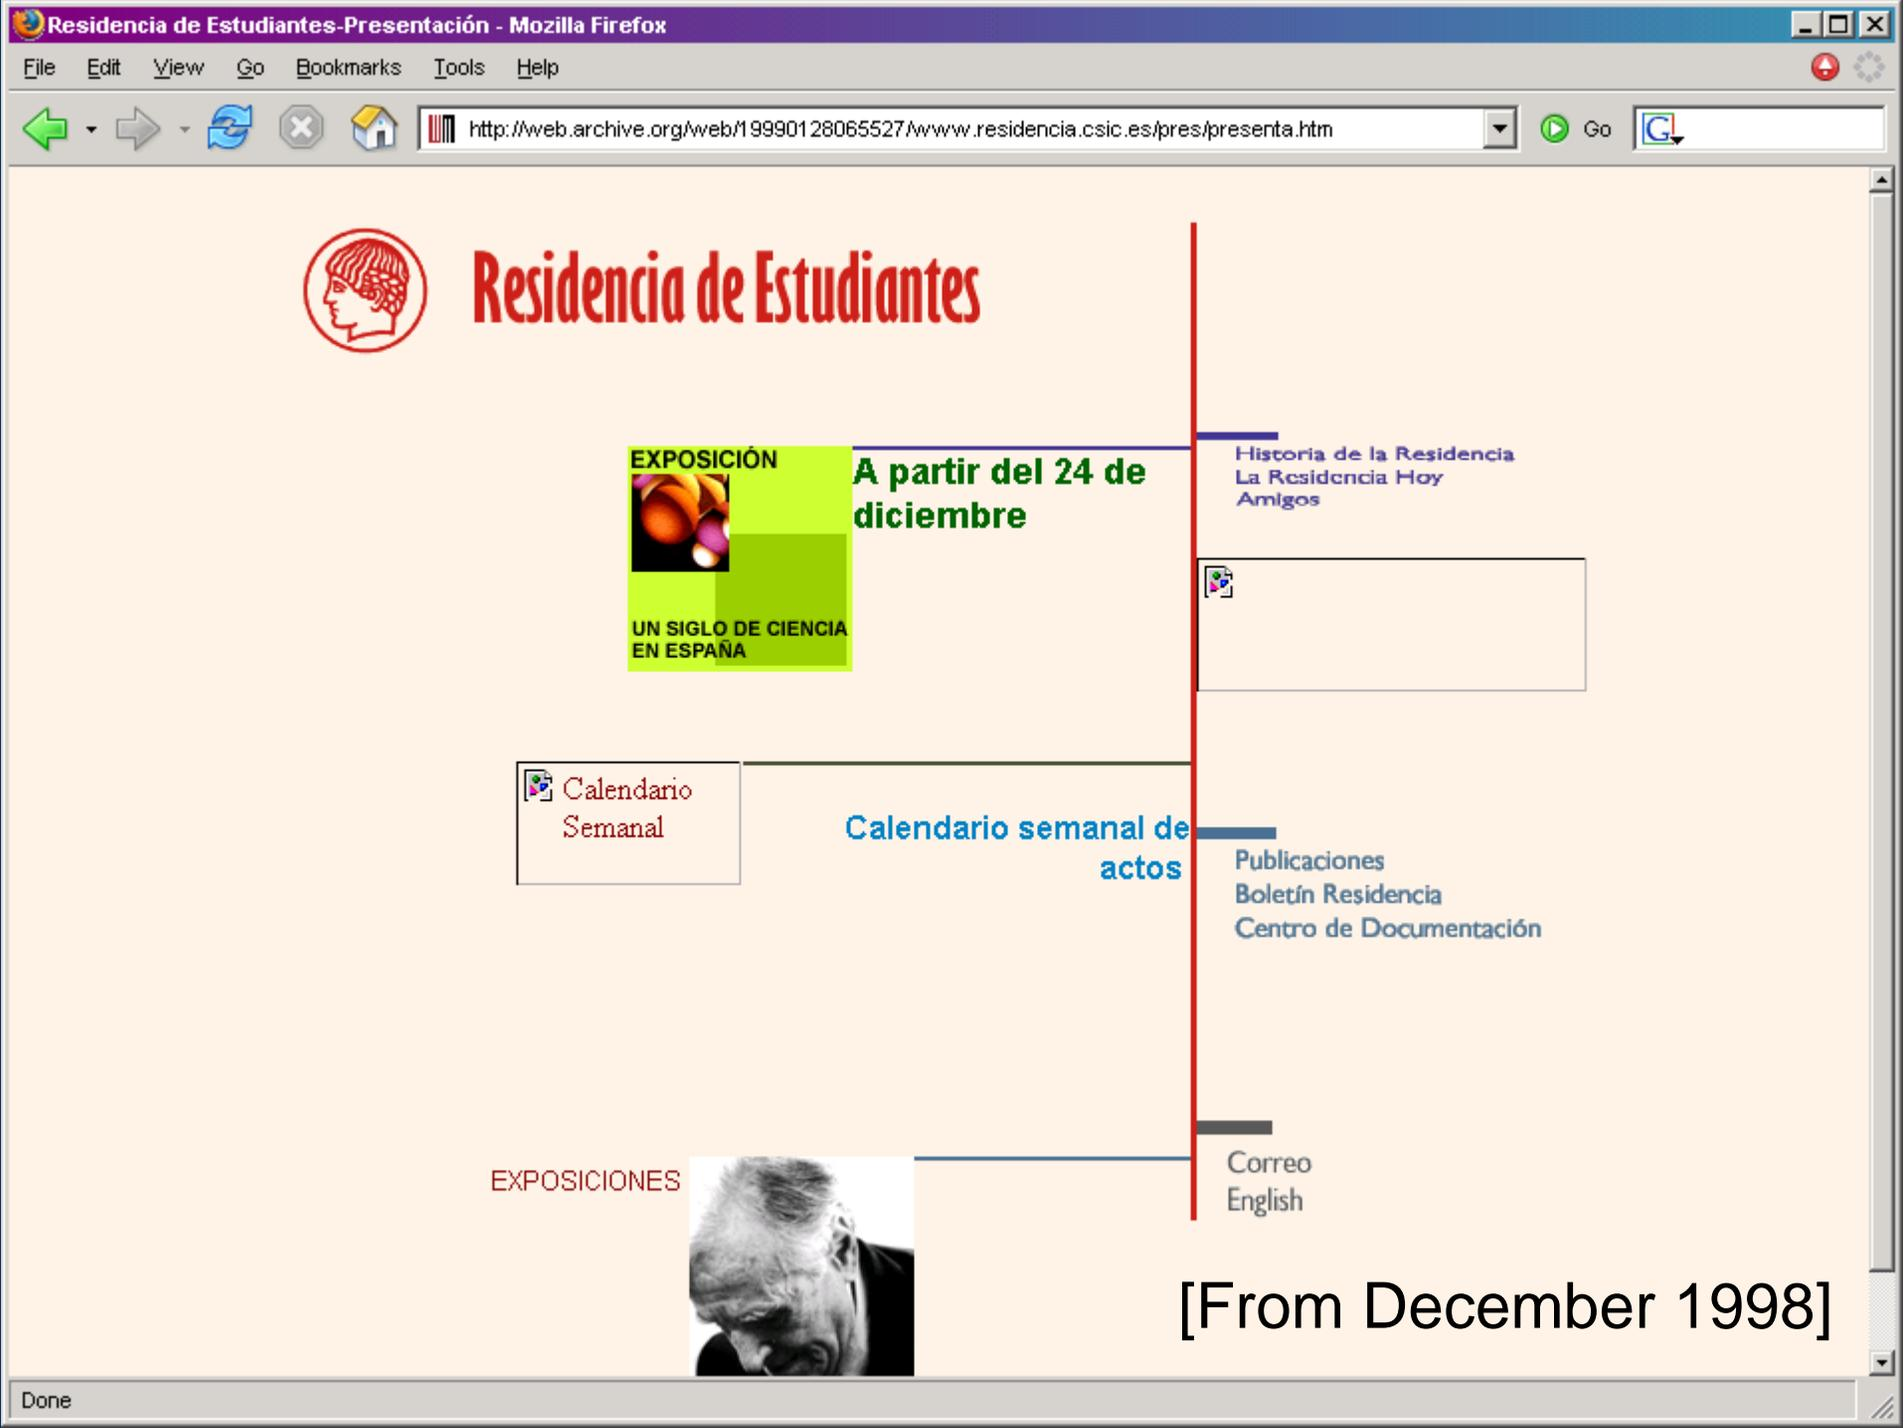 Residencia de Estudiantes-Presentación - Mozilla Firefox
File Edit View Go Bookmarks Tools Help
http://web.archive.org/web/19990128065527/www.residencia.csic.es/pres/presenta.htm
Go
G
Residencia de Estudiantes
EXPOSICIÓN
A partir del 24 de
diciembre
UN SIGLO DE CIENCIA
EN ESPAÑA
Historia de la Residencia
La Residencia Hoy
Amigos
Calendario
Semanal
Calendario semanal de
actos
Publicaciones
Boletín Residencia
Centro de Documentación
EXPOSICIONES
Correo
English
[From December 1998]
Done